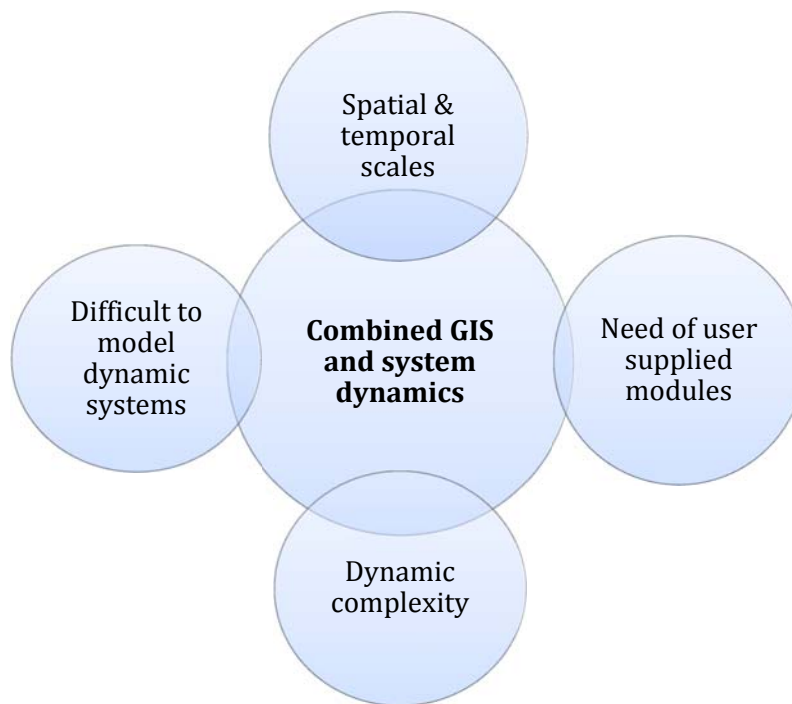 Spatial &
temporal
scales
Difficult to
model
dynamic
systems
Combined GIS
and system
dynamics
Need of user
supplied
modules
Dynamic
complexity